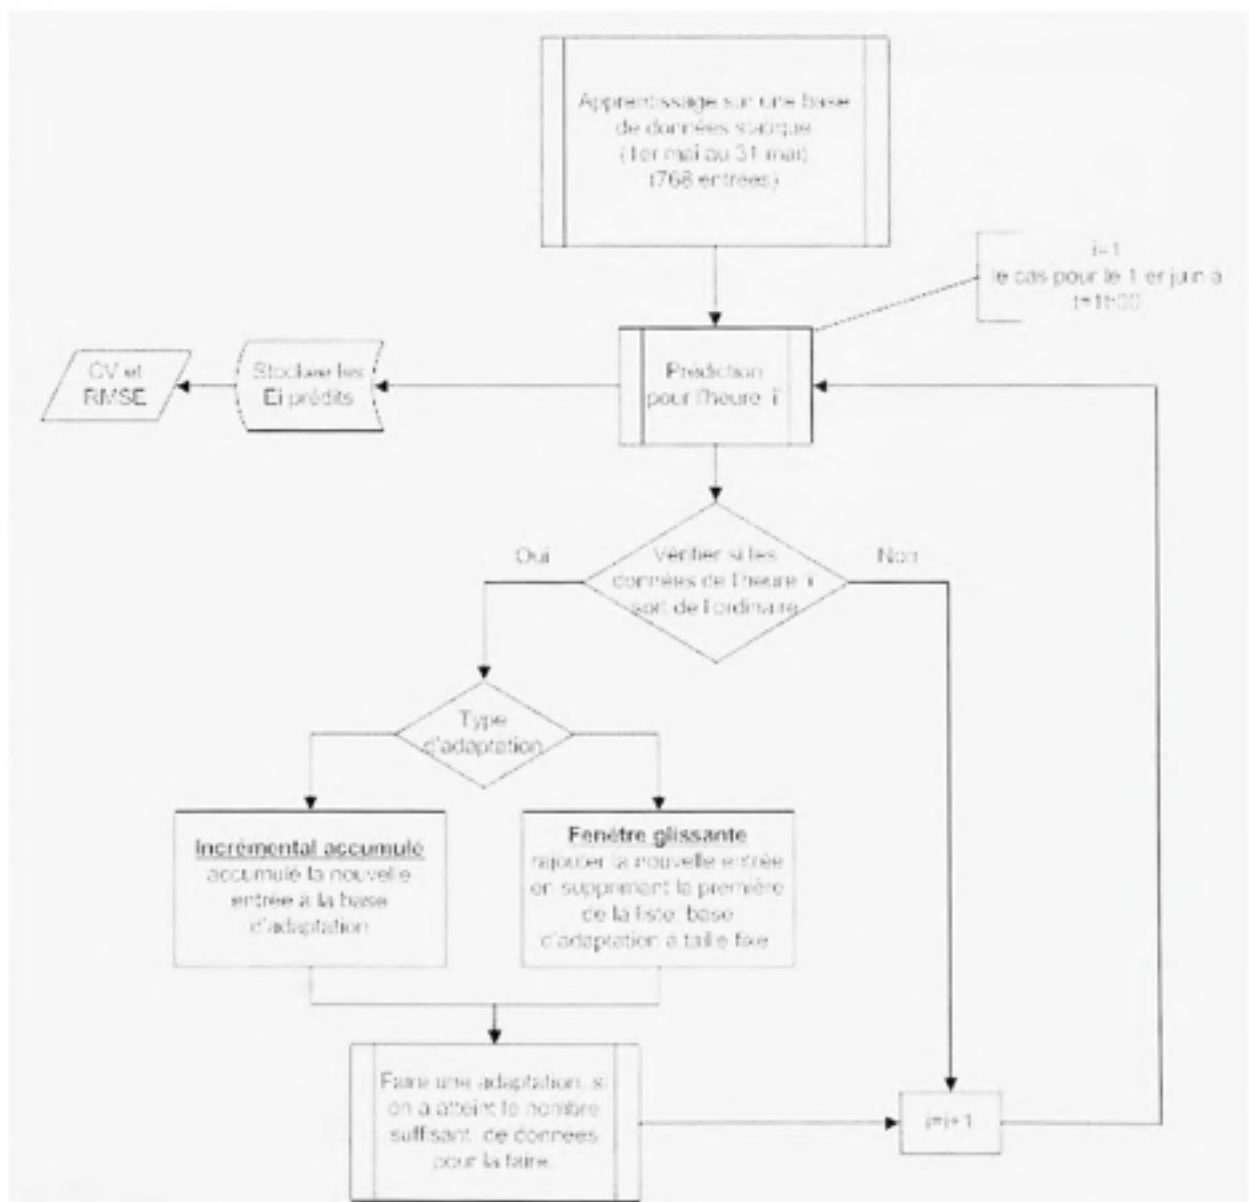 Apprentissage sur une base
de données statique
(1er mai au 31 mai)
(768 entrées)
i=1
le cas pour le 1 er juin a
t=1h00
Prédiction
pour l'heure i
Stockee les
Ei prédits
CV et
RMSE
Vérifier si les
données de l'heure i
sort de l'ordinaire
Oui
Non
Type
d'adaptation
Incrémental accumulé
accumulé la nouvelle
entrée à la base
d'adaptation
Fenêtre glissante
rajouter la nouvelle entrée
en supprimant la première
de la liste, base
d'adaptation a taille fixe
Faire une adaptation si
on a atteint le nombre
suffisant de données
pour la faire.
i=i+1